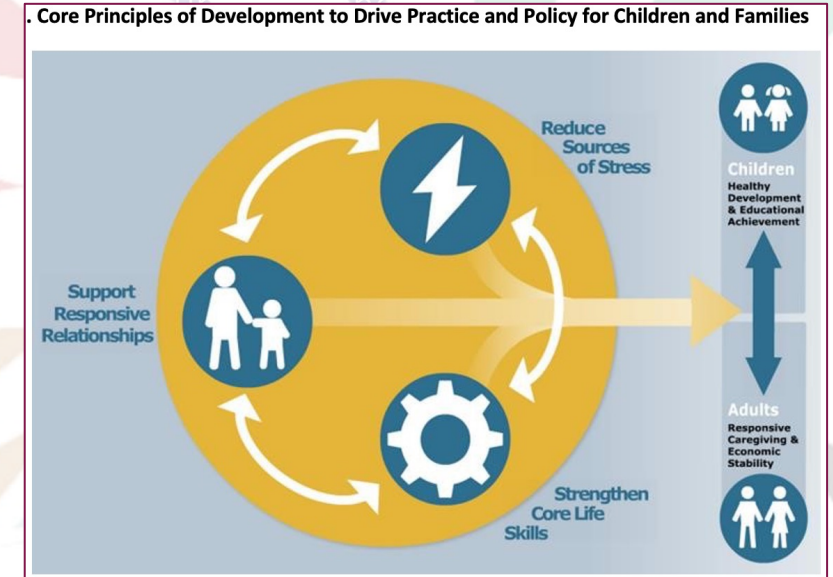 . Core Principles of Development to Drive Practice and Policy for Children and Families
Reduce
Sources
of Stress
Support
Responsive
Relationships
Strengthen
Core Life
Skills
Children
Healthy
Development
& Educational
Achievement
Adults
Responsive
Caregiving &
Economic
Stability